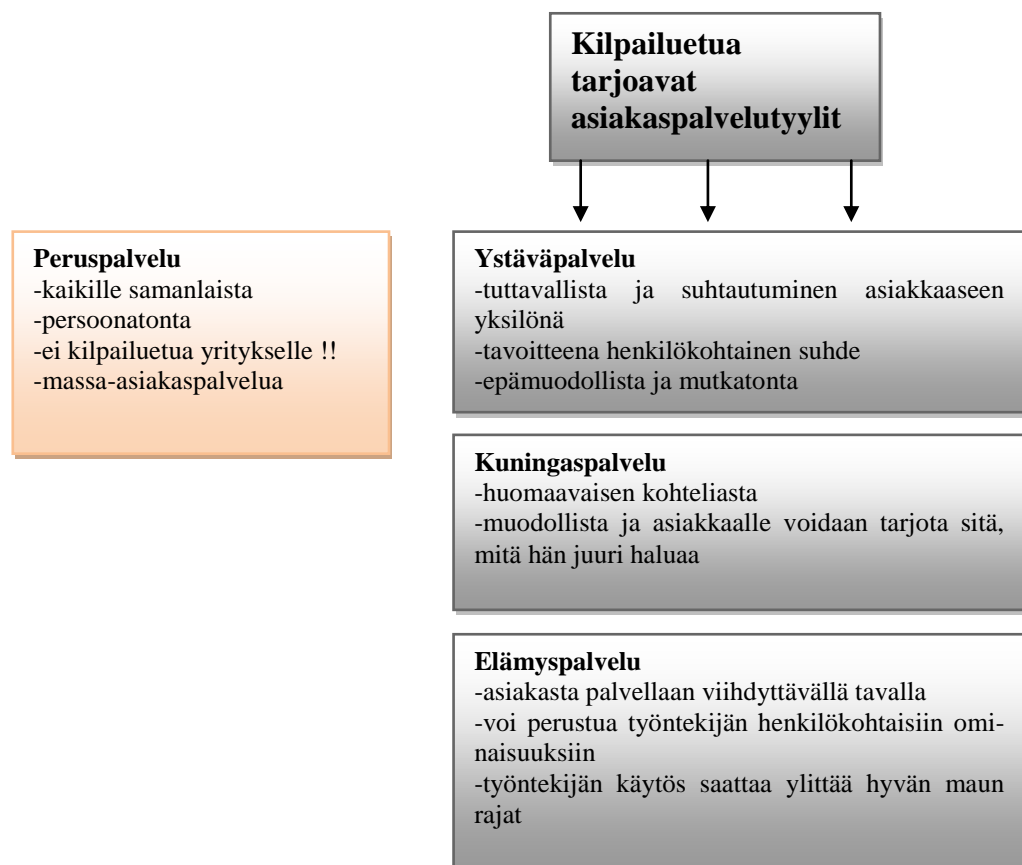 Kilpailuetua
tarjoavat
asiakaspalvelutyylit
Peruspalvelu
-kaikille samanlaista
-persoonatonta
-ei kilpailuetua yritykselle !!
-massa-asiakaspalvelua
Ystäväpalvelu
-tuttavallista ja suhtautuminen asiakkaaseen
yksilönä
-tavoitteena henkilökohtainen suhde
-epämuodollista ja mutkatonta
Kuningaspalvelu
-huomaavaisen kohteliasta
-muodollista ja asiakkaalle voidaan tarjota sitä,
mitä hän juuri haluaa
Elämyspalvelu
-asiakasta palvellaan viihdyttävällä tavalla
-voi perustua työntekijän henkilökohtaisiin omi-
naisuuksiin
-työntekijän käytös saattaa ylittää hyvän maun
rajat